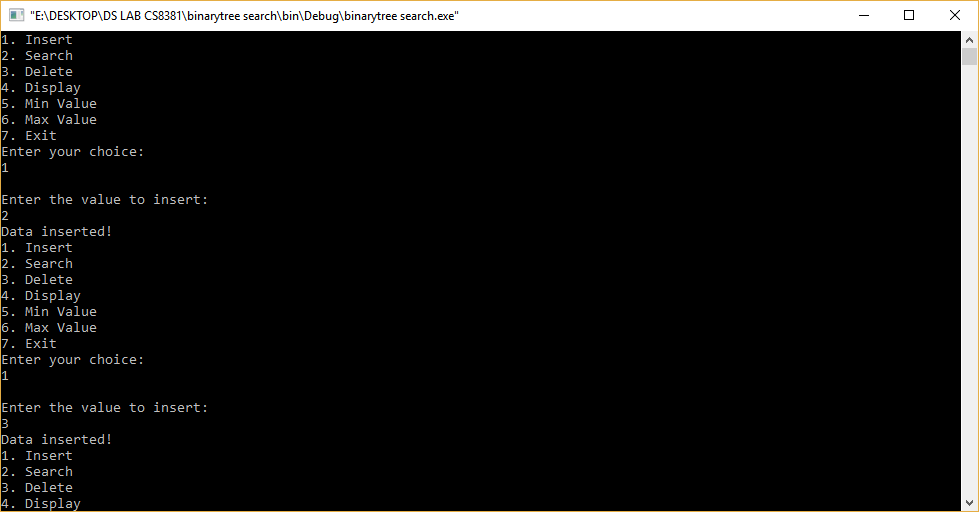 "E:\DESKTOP\DS LAB CS8381\binarytree search\bin\Debug\binarytree search.exe"
1. Insert
2. Search
3. Delete
4. Display
5. Min Value
6. Max Value
7. Exit
Enter your choice:
1
Enter the value to insert:
2
Data inserted!
1. Insert
2. Search
3. Delete
4. Display
5. Min Value
6. Max Value
7. Exit
Enter your choice:
1
Enter the value to insert:
3
Data inserted!
1. Insert
2. Search
3. Delete
4. Display